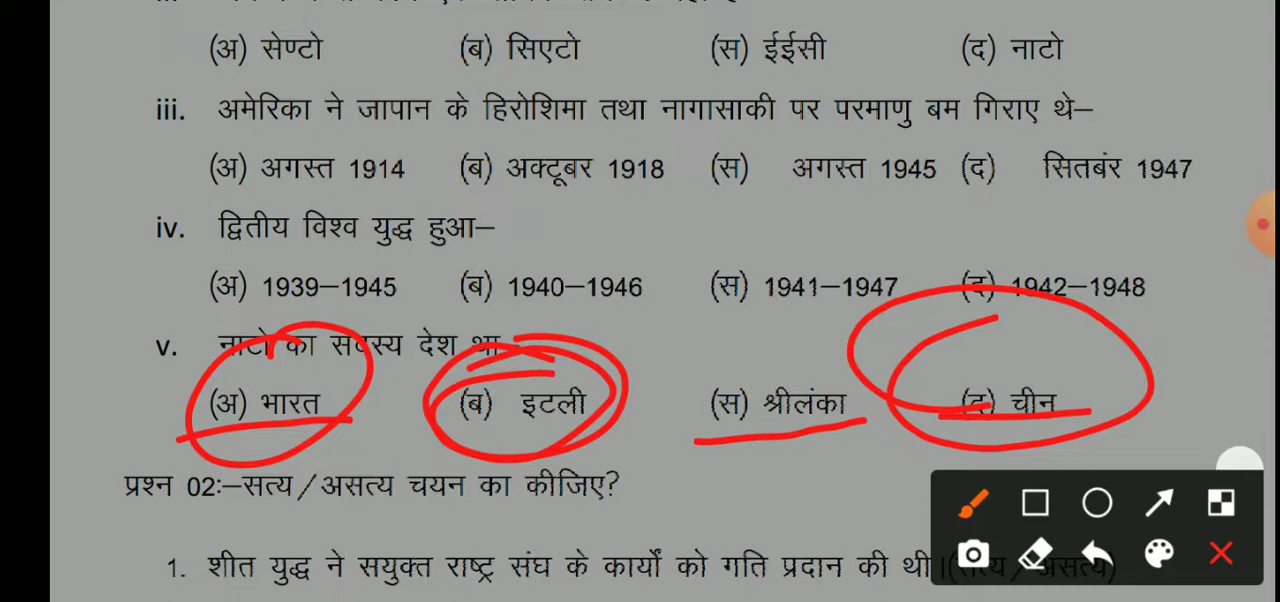 (अ) सेण्टो (ब) सिएटो (स) ईईसी (द) नाटो
iii. अमेरिका ने जापान के हिरोशिमा तथा नागासाकी पर परमाणु बम गिराए थे–
(अ) अगस्त 1914 (ब) अक्टूबर 1918 (स) अगस्त 1945 (द) सितबंर 1947
iv. द्वितीय विश्व युद्ध हुआ–
(अ) 1939–1945 (ब) 1940–1946 (स) 1941–1947 (द) 1942–1948
v. नाटो का सदस्य देश था–
(अ) भारत (ब) इटली (स) श्रीलंका (द) चीन
प्रश्न 02:–सत्य/असत्य चयन का कीजिए?
1. शीत युद्ध ने सयुक्त राष्ट्र संघ के कार्यों को गति प्रदान की थी।(सत्य/असत्य)